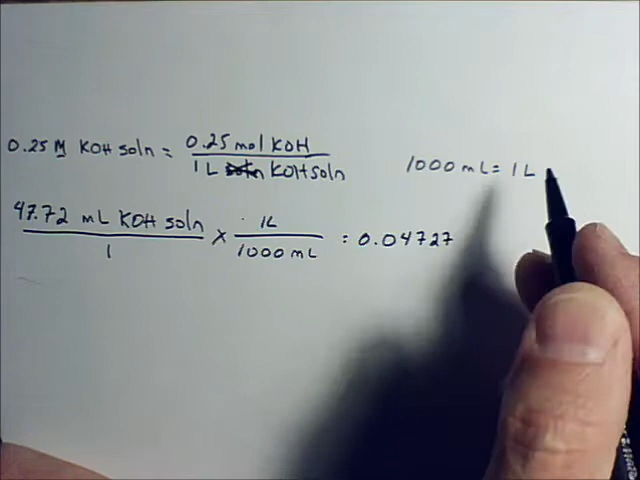 0.25 M KOH soln = 0.25 mol KOH
1 L KOH soln
1000 mL = 1 L
47.72 mL KOH soln x 1L = 0.04727
1 1000 mL